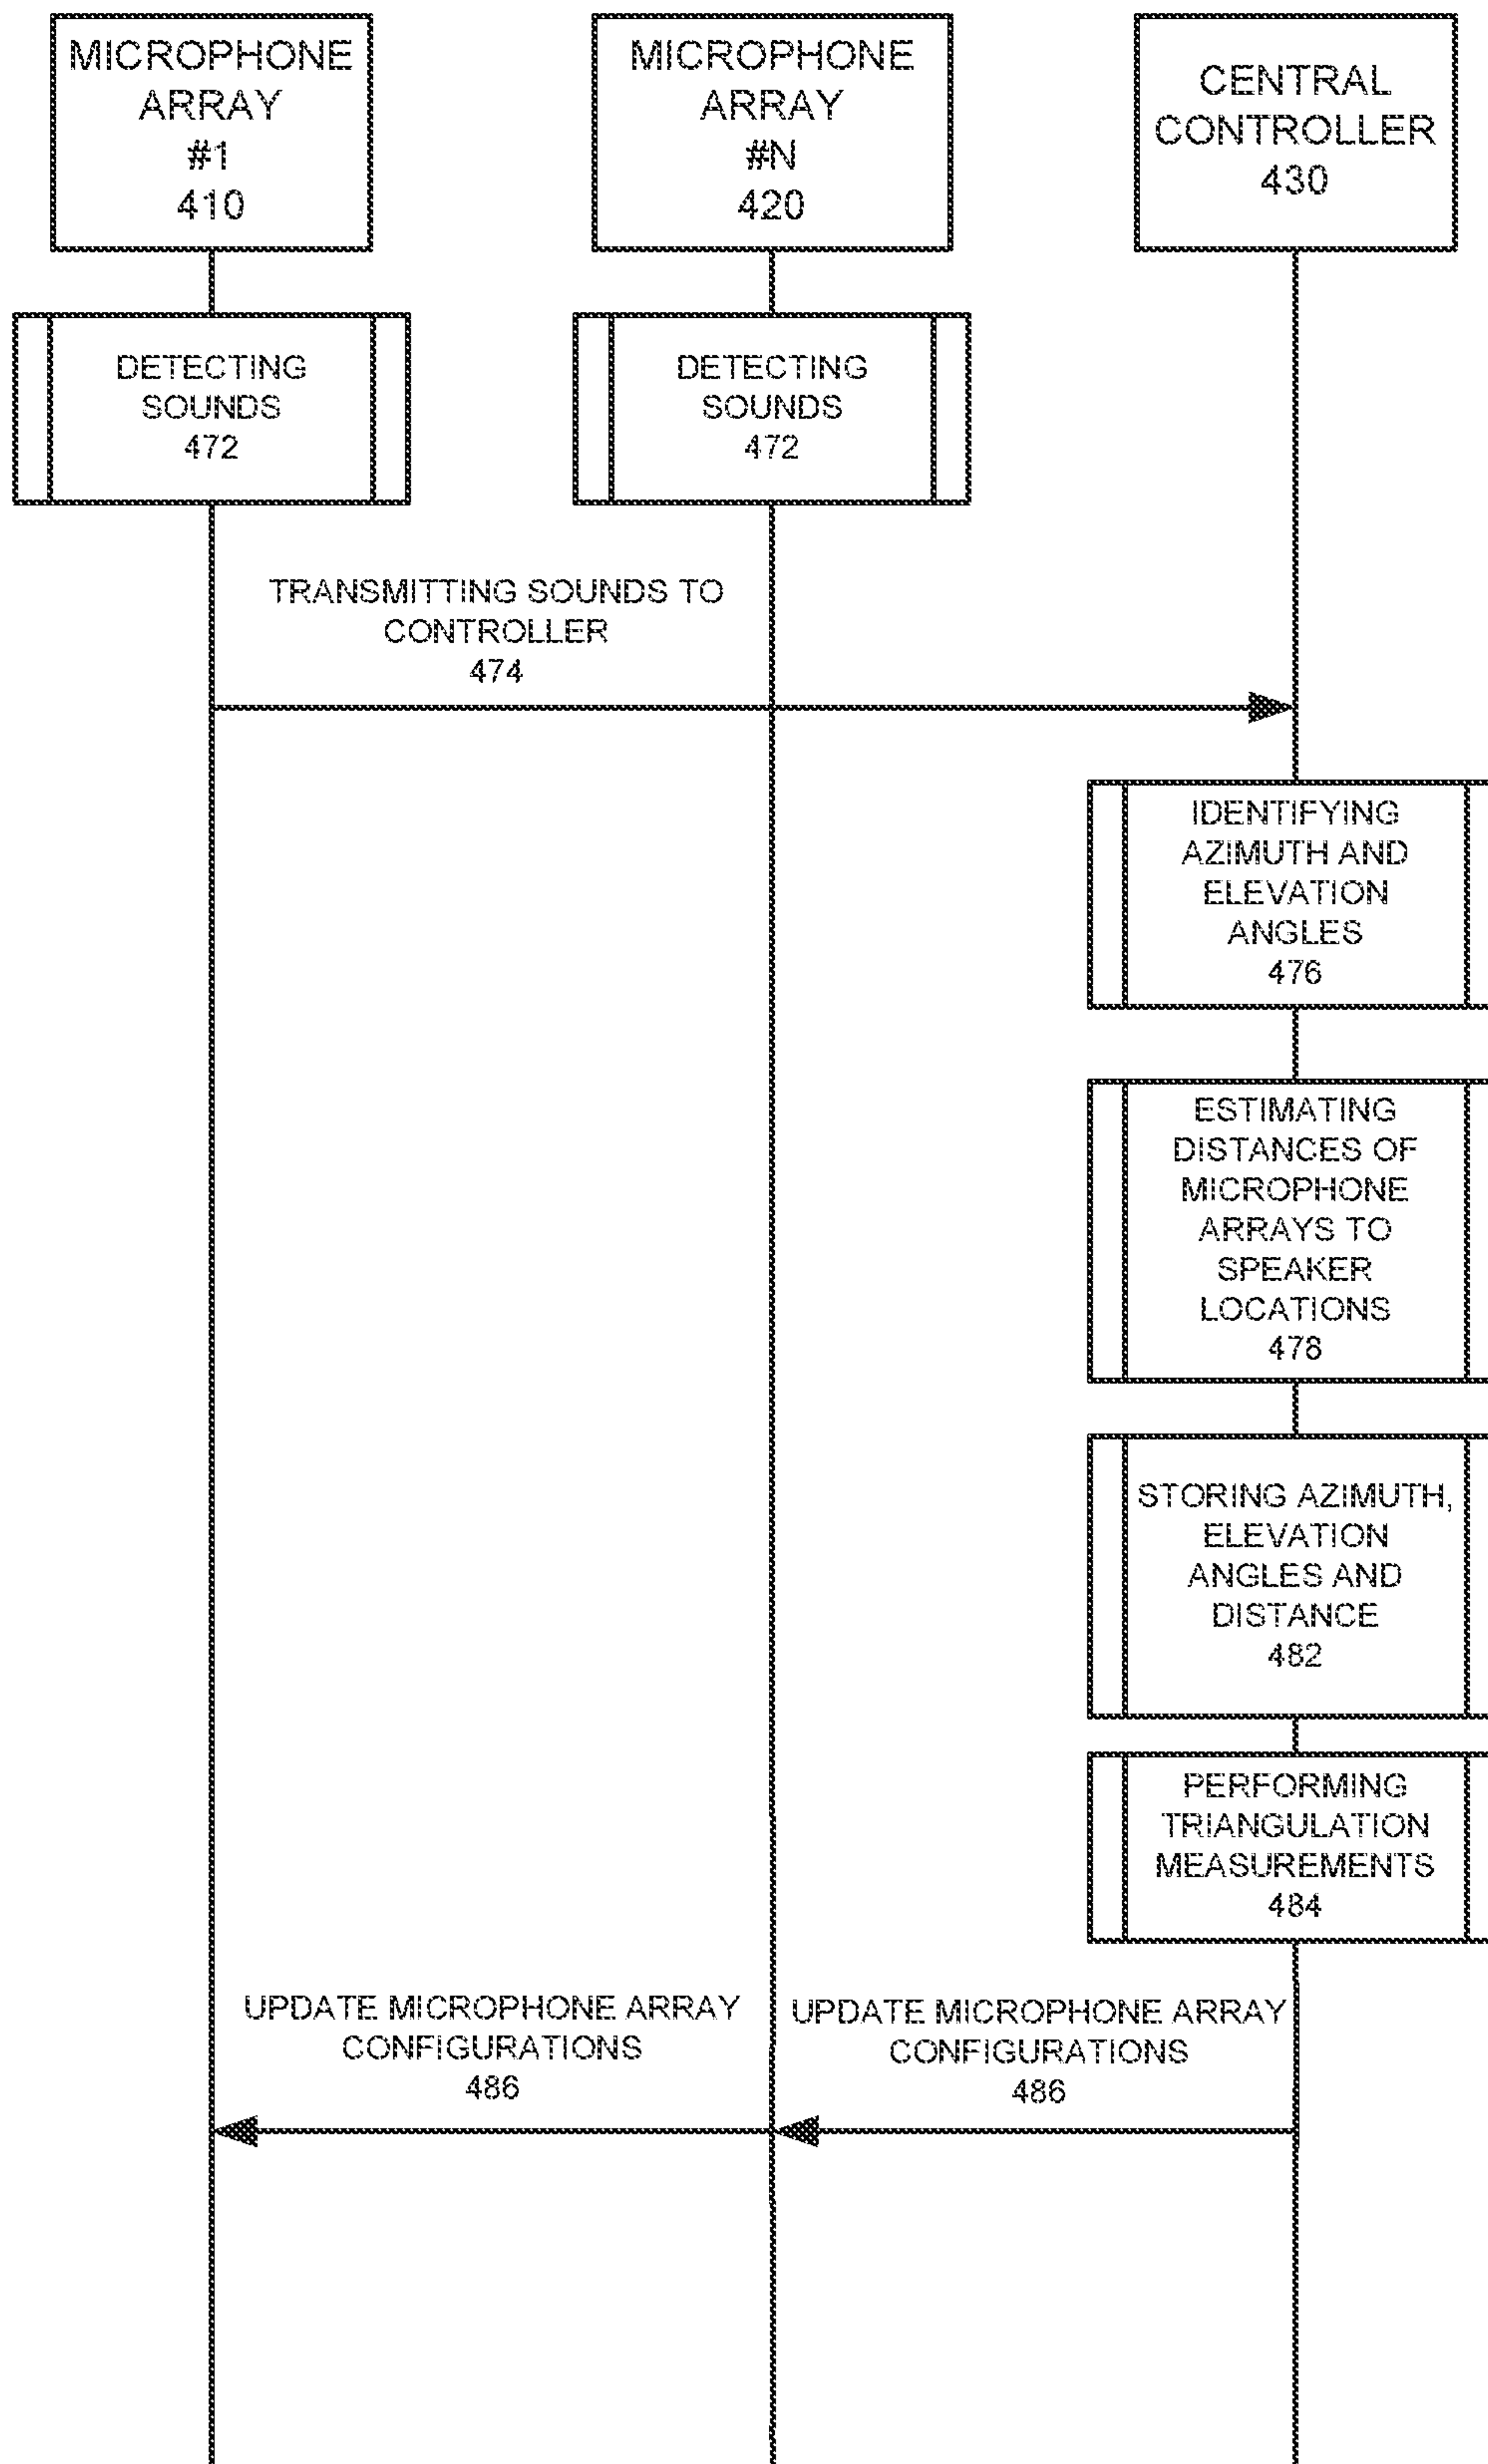 MICROPHONE
ARRAY
#1
410
MICROPHONE
ARRAY
#N
420
CENTRAL
CONTROLLER
430
DETECTING
SOUNDS
472
DETECTING
SOUNDS
472
TRANSMITTING SOUNDS TO
CONTROLLER
474
IDENTIFYING
AZIMUTH AND
ELEVATION
ANGLES
476
ESTIMATING
DISTANCES OF
MICROPHONE
ARRAYS TO
SPEAKER
LOCATIONS
478
STORING AZIMUTH,
ELEVATION
ANGLES AND
DISTANCE
482
PERFORMING
TRIANGULATION
MEASUREMENTS
484
UPDATE MICROPHONE ARRAY
CONFIGURATIONS
486
UPDATE MICROPHONE ARRAY
CONFIGURATIONS
486